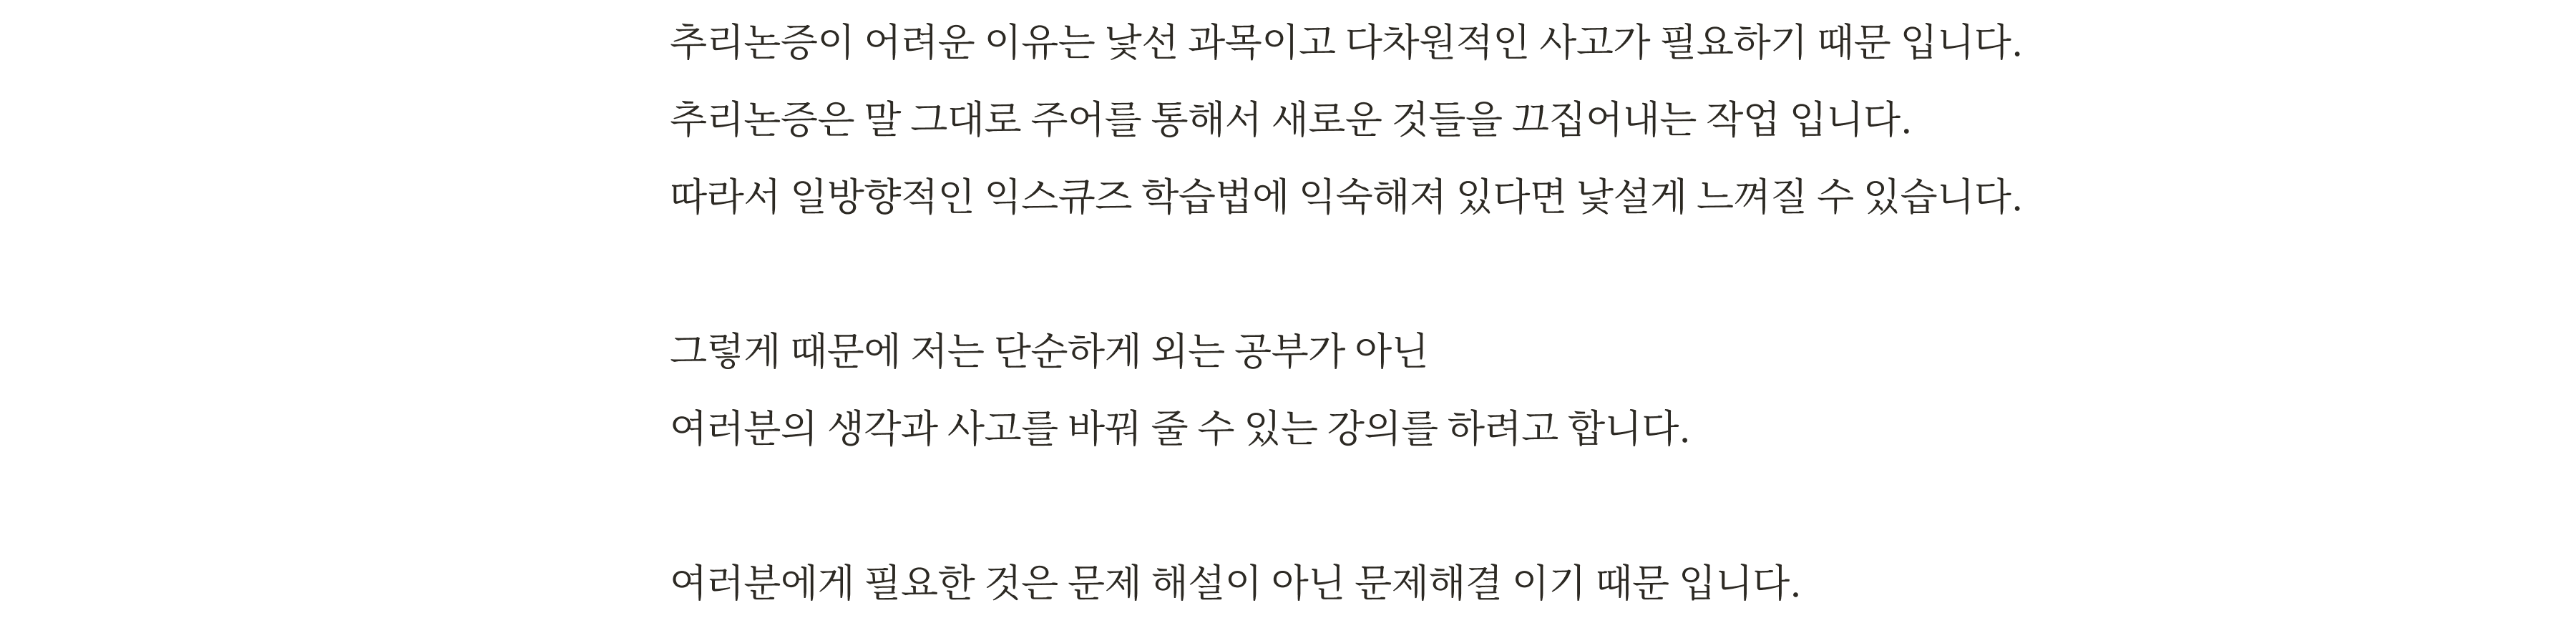 추리논증이 어려운 이유는 낯선 과목이고 다차원적인 사고가 필요하기 때문 입니다.
추리논증은 말 그대로 주어를 통해서 새로운 것들을 끄집어내는 작업 입니다.
따라서 일방향적인 익스큐즈 학습법에 익숙해져 있다면 낯설게 느껴질 수 있습니다.
그렇게 때문에 저는 단순하게 외는 공부가 아닌
여러분의 생각과 사고를 바꿔 줄 수 있는 강의를 하려고 합니다.
여러분에게 필요한 것은 문제 해설이 아닌 문제해결 이기 때문 입니다.